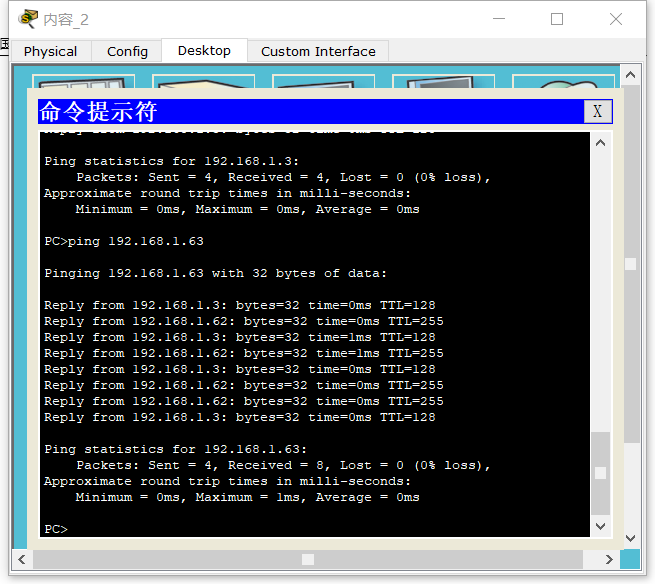 内容_2
Physical Config Desktop Custom Interface
命令提示符 X
Ping statistics for 192.168.1.3:
Packets: Sent = 4, Received = 4, Lost = 0 (0% loss),
Approximate round trip times in milli-seconds:
Minimum = 0ms, Maximum = 0ms, Average = 0ms
PC>ping 192.168.1.63
Pinging 192.168.1.63 with 32 bytes of data:
Reply from 192.168.1.3: bytes=32 time=0ms TTL=128
Reply from 192.168.1.62: bytes=32 time=0ms TTL=255
Reply from 192.168.1.3: bytes=32 time=1ms TTL=128
Reply from 192.168.1.62: bytes=32 time=1ms TTL=255
Reply from 192.168.1.3: bytes=32 time=0ms TTL=128
Reply from 192.168.1.62: bytes=32 time=0ms TTL=255
Reply from 192.168.1.62: bytes=32 time=0ms TTL=255
Reply from 192.168.1.3: bytes=32 time=0ms TTL=128
Ping statistics for 192.168.1.63:
Packets: Sent = 4, Received = 8, Lost = 0 (0% loss),
Approximate round trip times in milli-seconds:
Minimum = 0ms, Maximum = 1ms, Average = 0ms
PC>